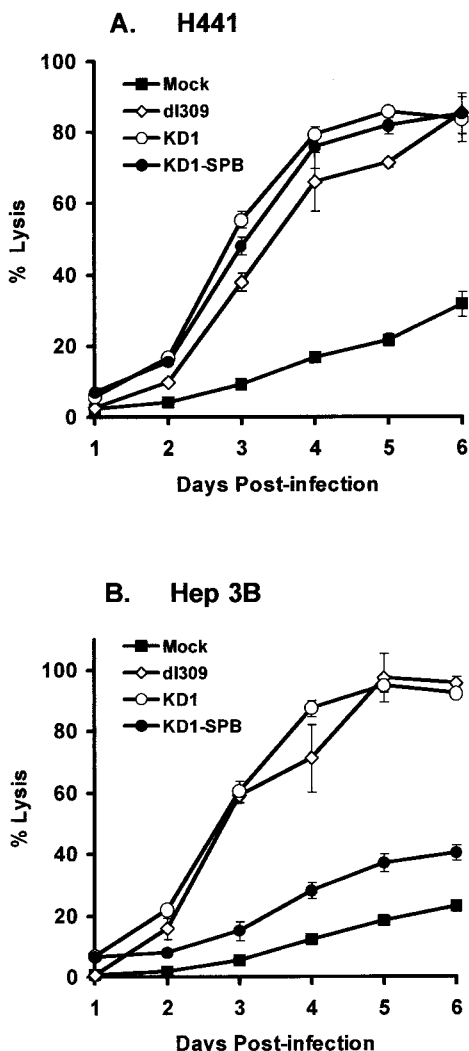 A. H441
Mock
dl309
KD1
KD1-SPB
% Lysis
100
80
60
40
20
0
1 2 3 4 5 6
Days Post-infection
B. Hep 3B
Mock
dl309
KD1
KD1-SPB
% Lysis
100
80
60
40
20
0
1 2 3 4 5 6
Days Post-infection